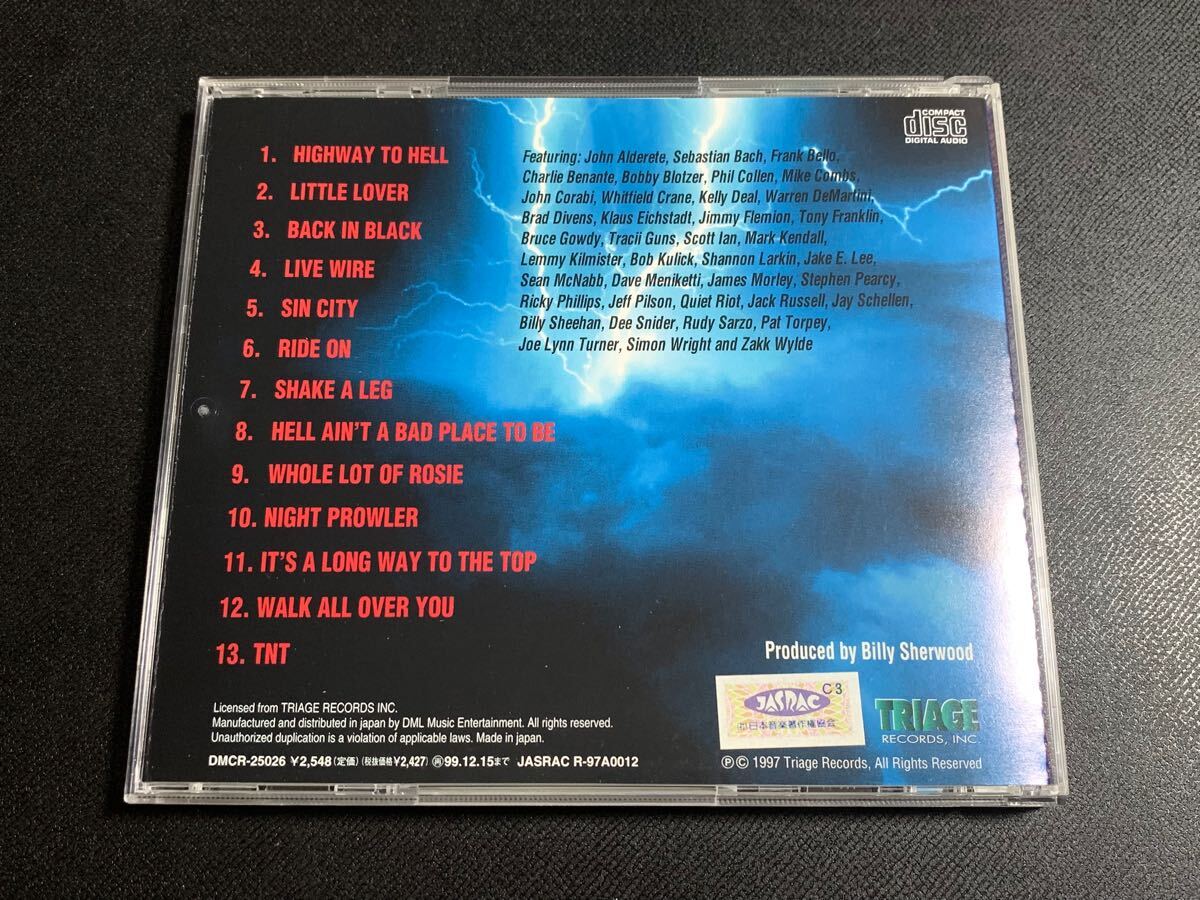 COMPACT
disc
DIGITAL AUDIO
1. HIGHWAY TO HELL
2. LITTLE LOVER
3. BACK IN BLACK
4. LIVE WIRE
5. SIN CITY
6. RIDE ON
7. SHAKE A LEG
8. HELL AIN'T A BAD PLACE TO BE
9. WHOLE LOT OF ROSIE
10. NIGHT PROWLER
11. IT'S A LONG WAY TO THE TOP
12. WALK ALL OVER YOU
13. TNT
Featuring: John Alderete, Sebastian Bach, Frank Bello,
Charlie Benante, Bobby Blotzer, Phil Collen, Mike Combs,
John Corabi, Whitfield Crane, Kelly Deal, Warren DeMartini,
Brad Divens, Klaus Eichstadt, Jimmy Flemion, Tony Franklin,
Bruce Gowdy, Tracii Guns, Scott Ian, Mark Kendall,
Lemmy Kilmister, Bob Kulick, Shannon Larkin, Jake E. Lee,
Sean McNabb, Dave Meniketti, James Morley, Stephen Pearcy,
Ricky Phillips, Jeff Pilson, Quiet Riot, Jack Russell, Jay Schellen,
Billy Sheehan, Dee Snider, Rudy Sarzo, Pat Torpey,
Joe Lynn Turner, Simon Wright and Zakk Wylde
Produced by Billy Sherwood
Licensed from TRIAGE RECORDS INC.
Manufactured and distributed in japan by DML Music Entertainment. All rights reserved.
Unauthorized duplication is a violation of applicable laws. Made in japan.
DMCR-25026 ¥2,548(定価)(税抜価格¥2,427) ㊕99.12.15まで JASRAC R-97A0012
C3
JASRAC
日本音楽著作権協会
TRIAGE
RECORDS, INC.
℗© 1997 Triage Records, All Rights Reserved